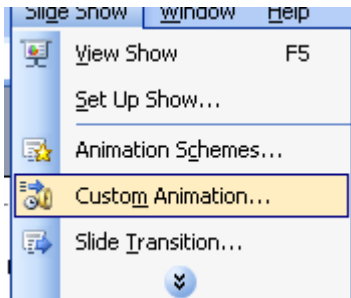 Slide Show Window Help
View Show F5
Set Up Show...
Animation Schemes...
Custom Animation...
Slide Transition...